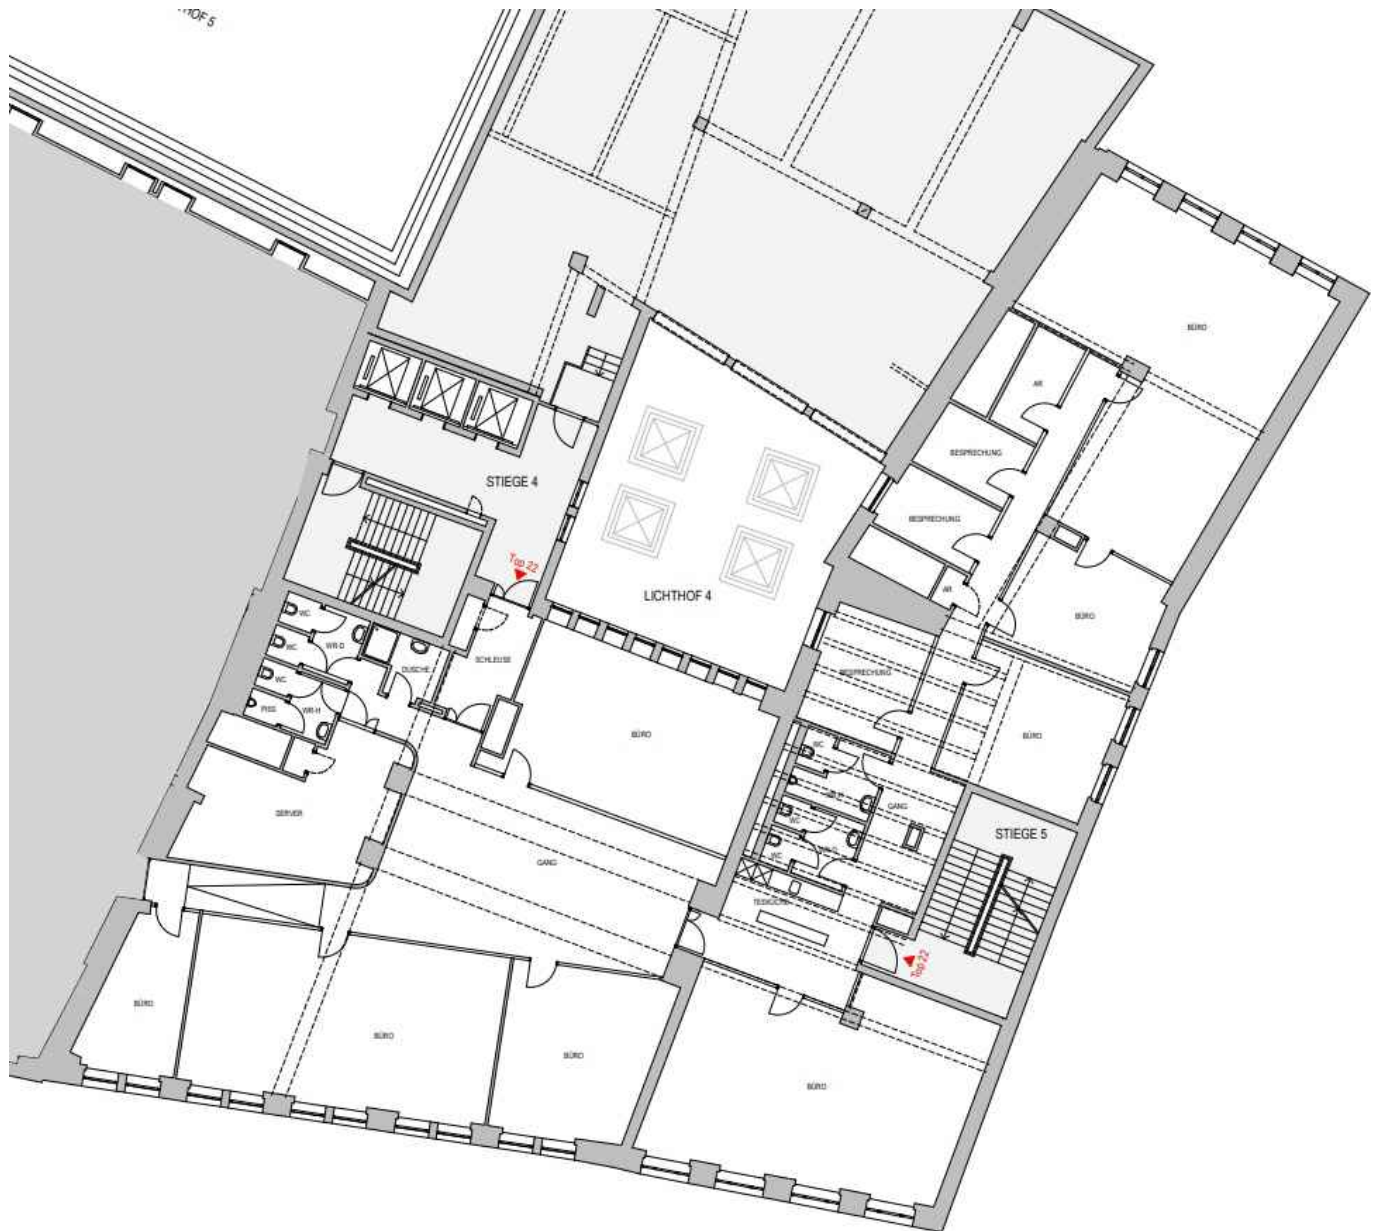 HOF 5
BÜRO
AR
BESPRECHUNG
STIEGE 4
BESPRECHUNG
Top 22
LICHTHOF 4
AR
WC
WR-D
BÜRO
WC
DUSCHE
SCHLEUSE
BESPRECHUNG
WC
PISS
WR-H
BÜRO
BÜRO
WC
WR-H
GANG
SERVER
WC
STIEGE 5
WR-D
WC
GANG
TEEKÜCHE
Top 22
BÜRO
BÜRO
BÜRO
BÜRO